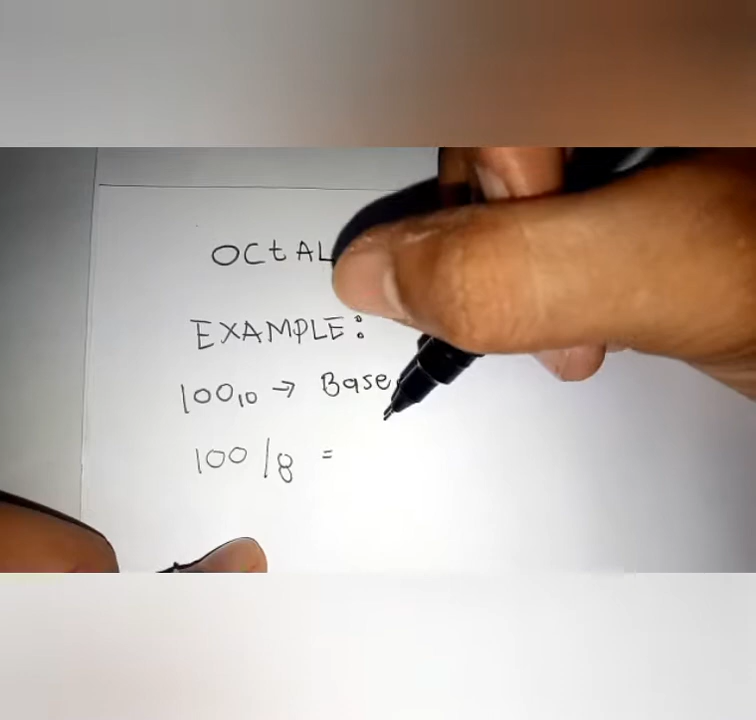 OCtAL
EXAMPLE:
100₁₀ → Base
100/8 =